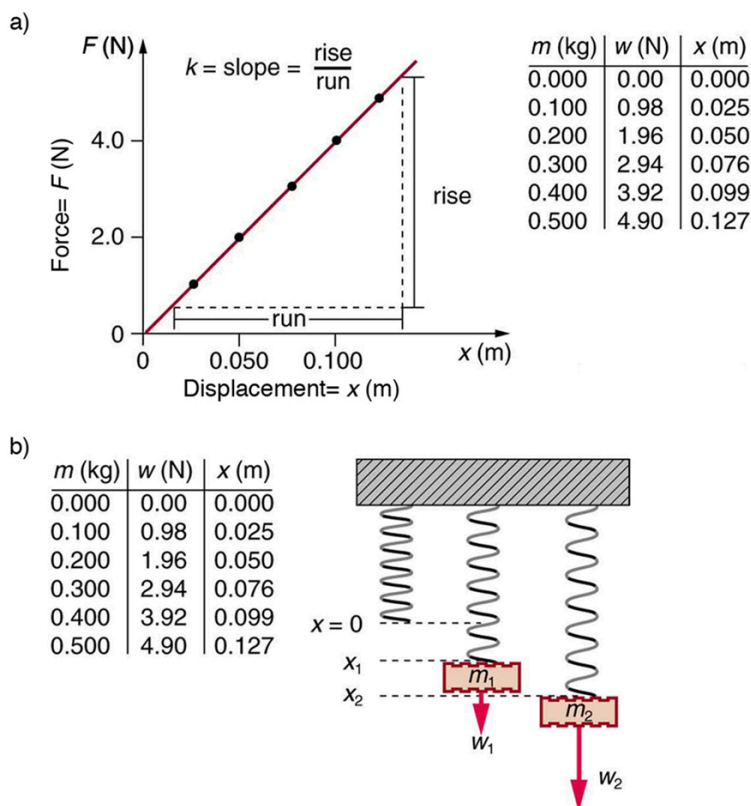 a)
F (N)
k = slope = rise
run
4.0
2.0
0
Force= F (N)
rise
run
0 0.050 0.100 x (m)
Displacement= x (m)
m (kg) w (N) x (m)
0.000 0.00 0.000
0.100 0.98 0.025
0.200 1.96 0.050
0.300 2.94 0.076
0.400 3.92 0.099
0.500 4.90 0.127
b)
m (kg) w (N) x (m)
0.000 0.00 0.000
0.100 0.98 0.025
0.200 1.96 0.050
0.300 2.94 0.076
0.400 3.92 0.099
0.500 4.90 0.127
x = 0
x₁
x₂
m₁
m₂
w₁
w₂